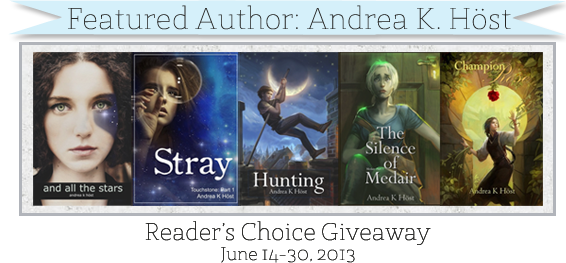 Featured Author: Andrea K. Höst
and all the stars
andrea k höst
Stray
Touchstone: Part 1
Andrea K Höst
Hunting
Andrea K Höst
The
Silence
of
Medair
Andrea K Höst
Champion
Andrea K Höst
Reader's Choice Giveaway
June 14-30, 2013